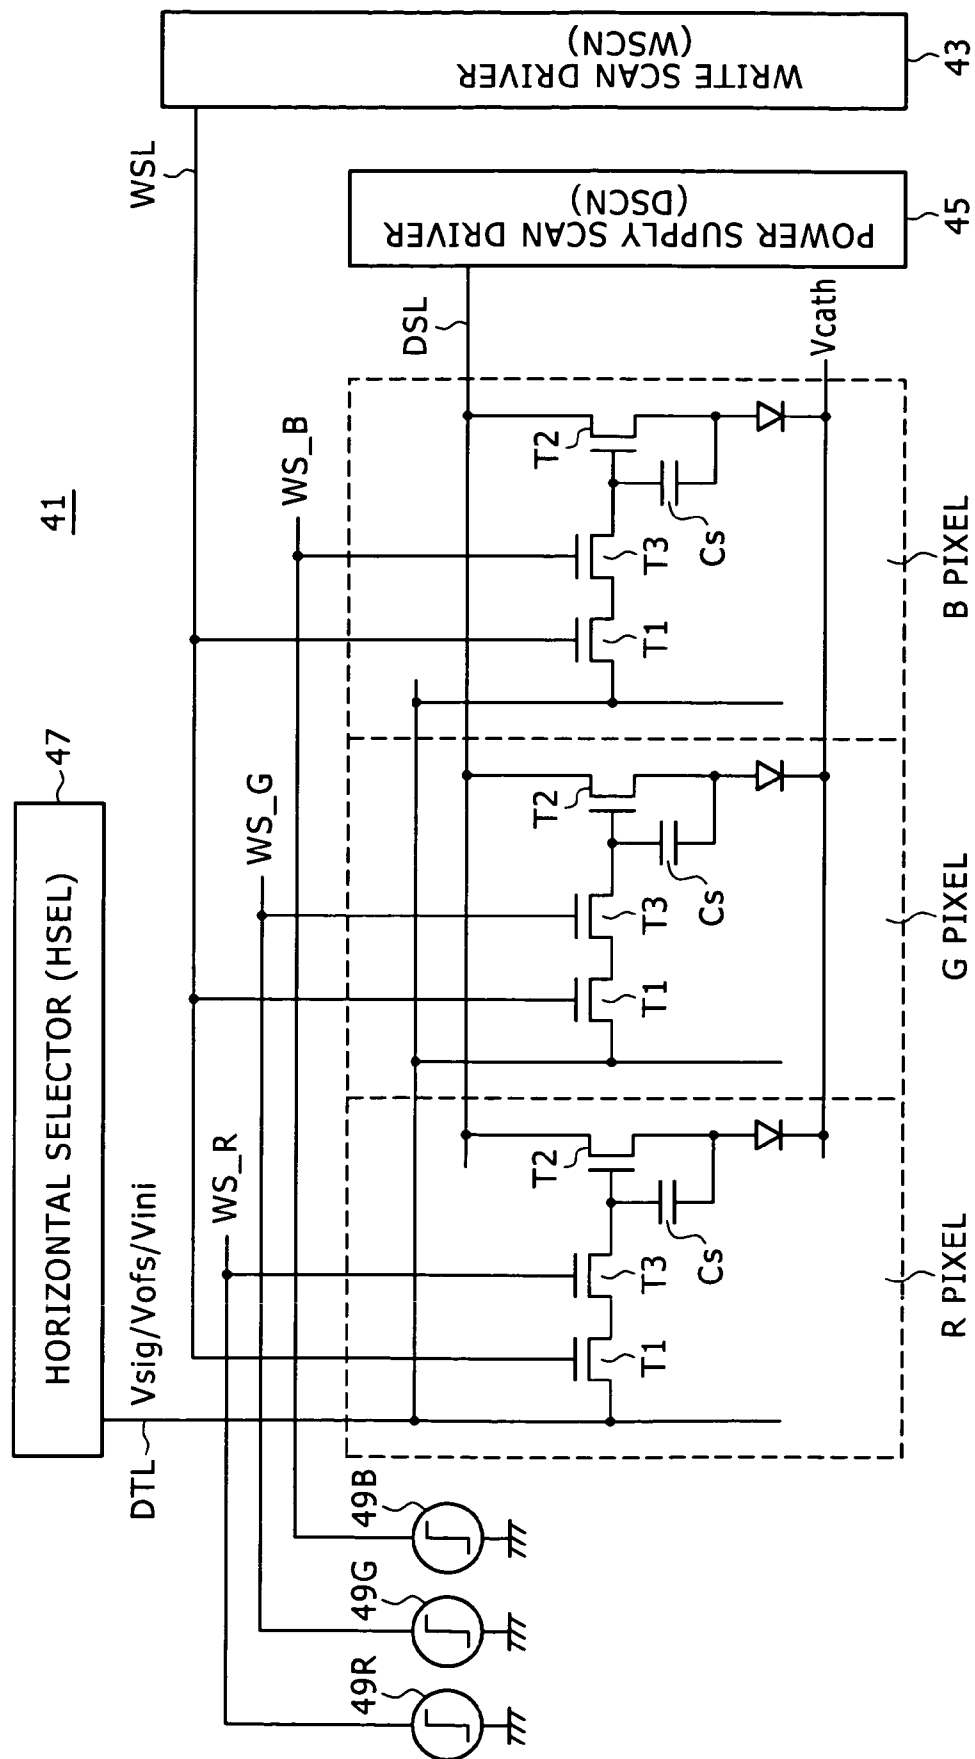 41
HORIZONTAL SELECTOR (HSEL)
47
DTL
Vsig/Vofs/Vini
WS_R
WS_G
WS_B
WSL
WRITE SCAN DRIVER
(WSCN)
43
49R
49G
49B
DSL
POWER SUPPLY SCAN DRIVER
(DSCN)
45
T1
T3
T2
Cs
T1
T3
T2
Cs
T1
T3
T2
Cs
Vcath
R PIXEL
G PIXEL
B PIXEL